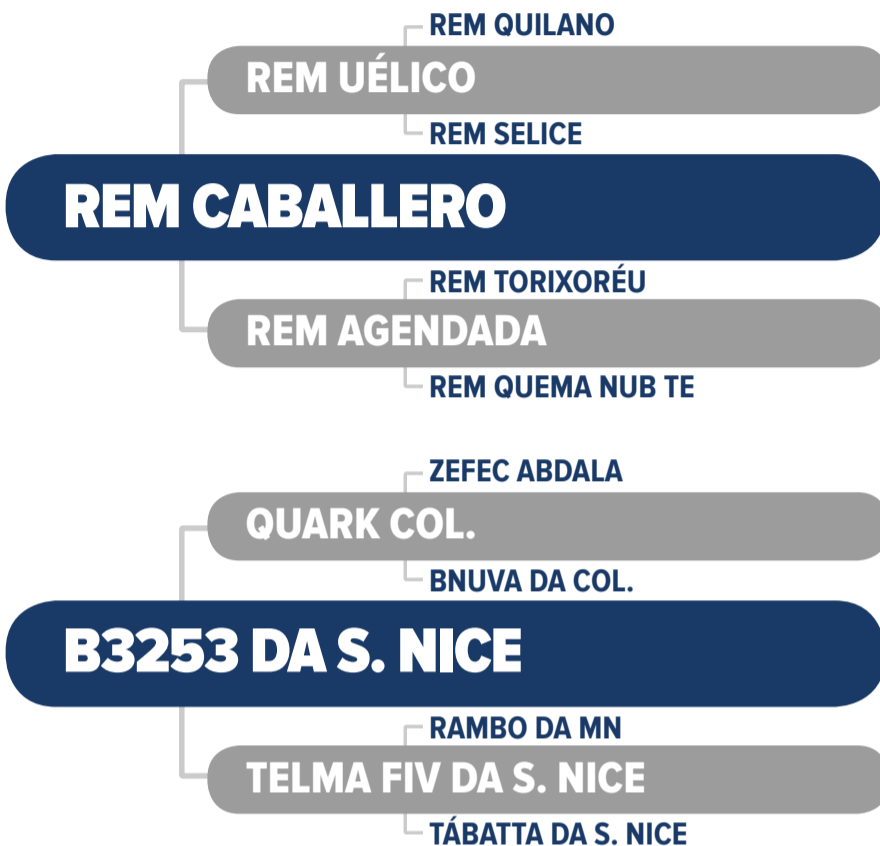 REM QUILANO
REM UÉLICO
REM SELICE
REM CABALLERO
REM TORIXORÉU
REM AGENDADA
REM QUEMA NUB TE
ZEFEC ABDALA
QUARK COL.
BNUVA DA COL.
B3253 DA S. NICE
RAMBO DA MN
TELMA FIV DA S. NICE
TÁBATTA DA S. NICE